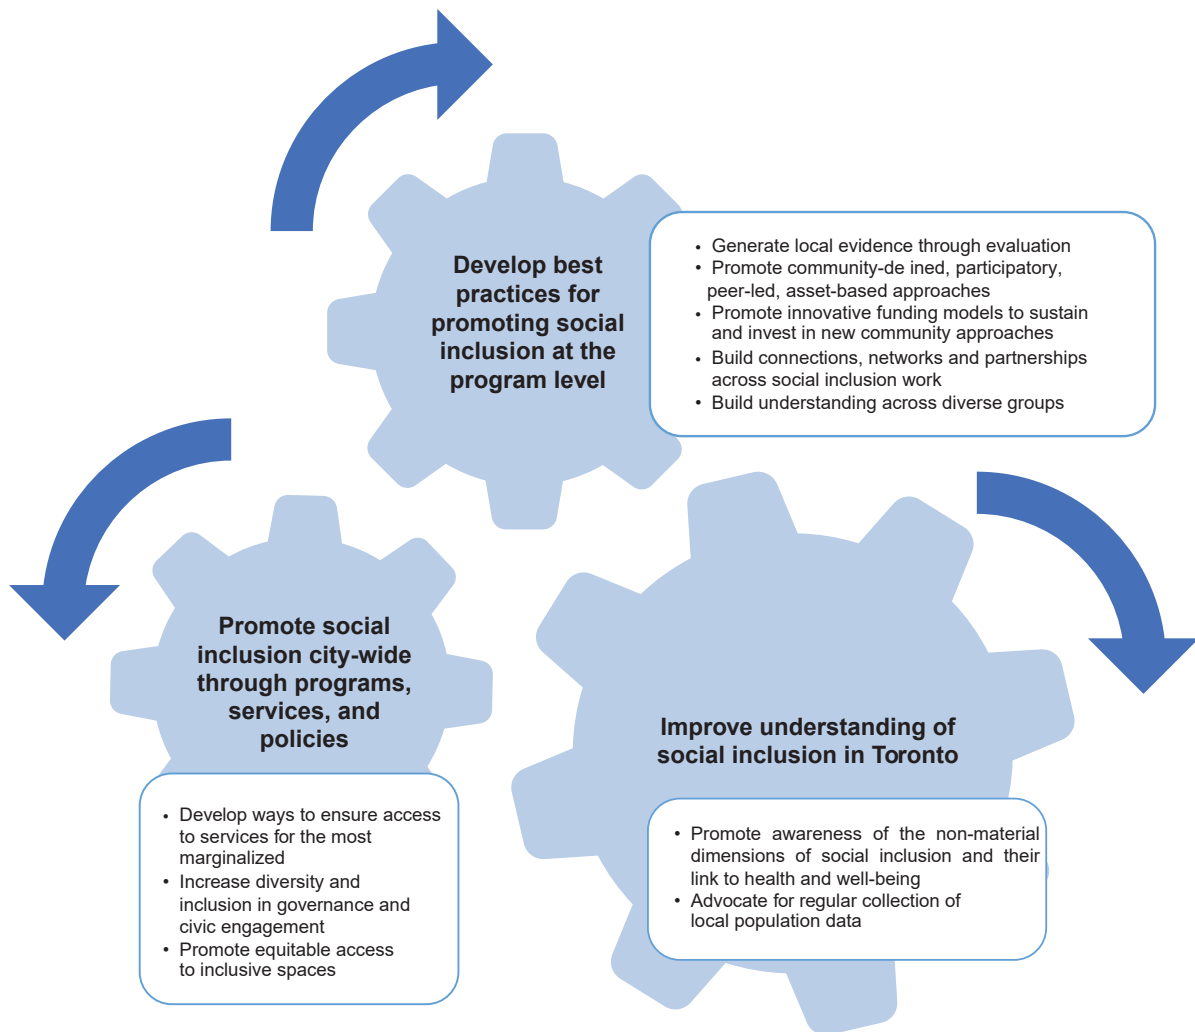 Develop best
practices for
promoting social
inclusion at the
program level
• Generate local evidence through evaluation
• Promote community-de ined, participatory,
peer-led, asset-based approaches
• Promote innovative funding models to sustain
and invest in new community approaches
• Build connections, networks and partnerships
across social inclusion work
• Build understanding across diverse groups
Promote social
inclusion city-wide
through programs,
services, and
policies
• Develop ways to ensure access
to services for the most
marginalized
• Increase diversity and
inclusion in governance and
civic engagement
• Promote equitable access
to inclusive spaces
Improve understanding of
social inclusion in Toronto
• Promote awareness of the non-material
dimensions of social inclusion and their
link to health and well-being
• Advocate for regular collection of
local population data